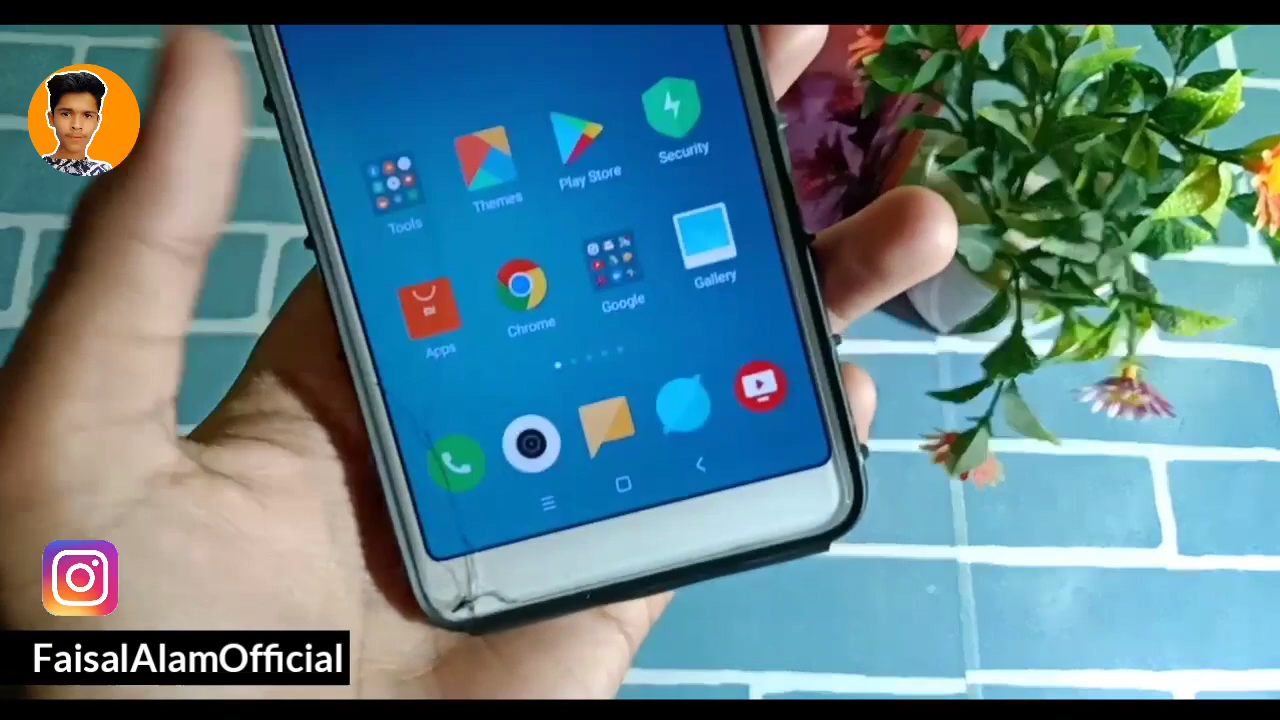 Security
Play Store
Themes
Tools
Gallery
Google
Chrome
Apps
FaisalAlamOfficial